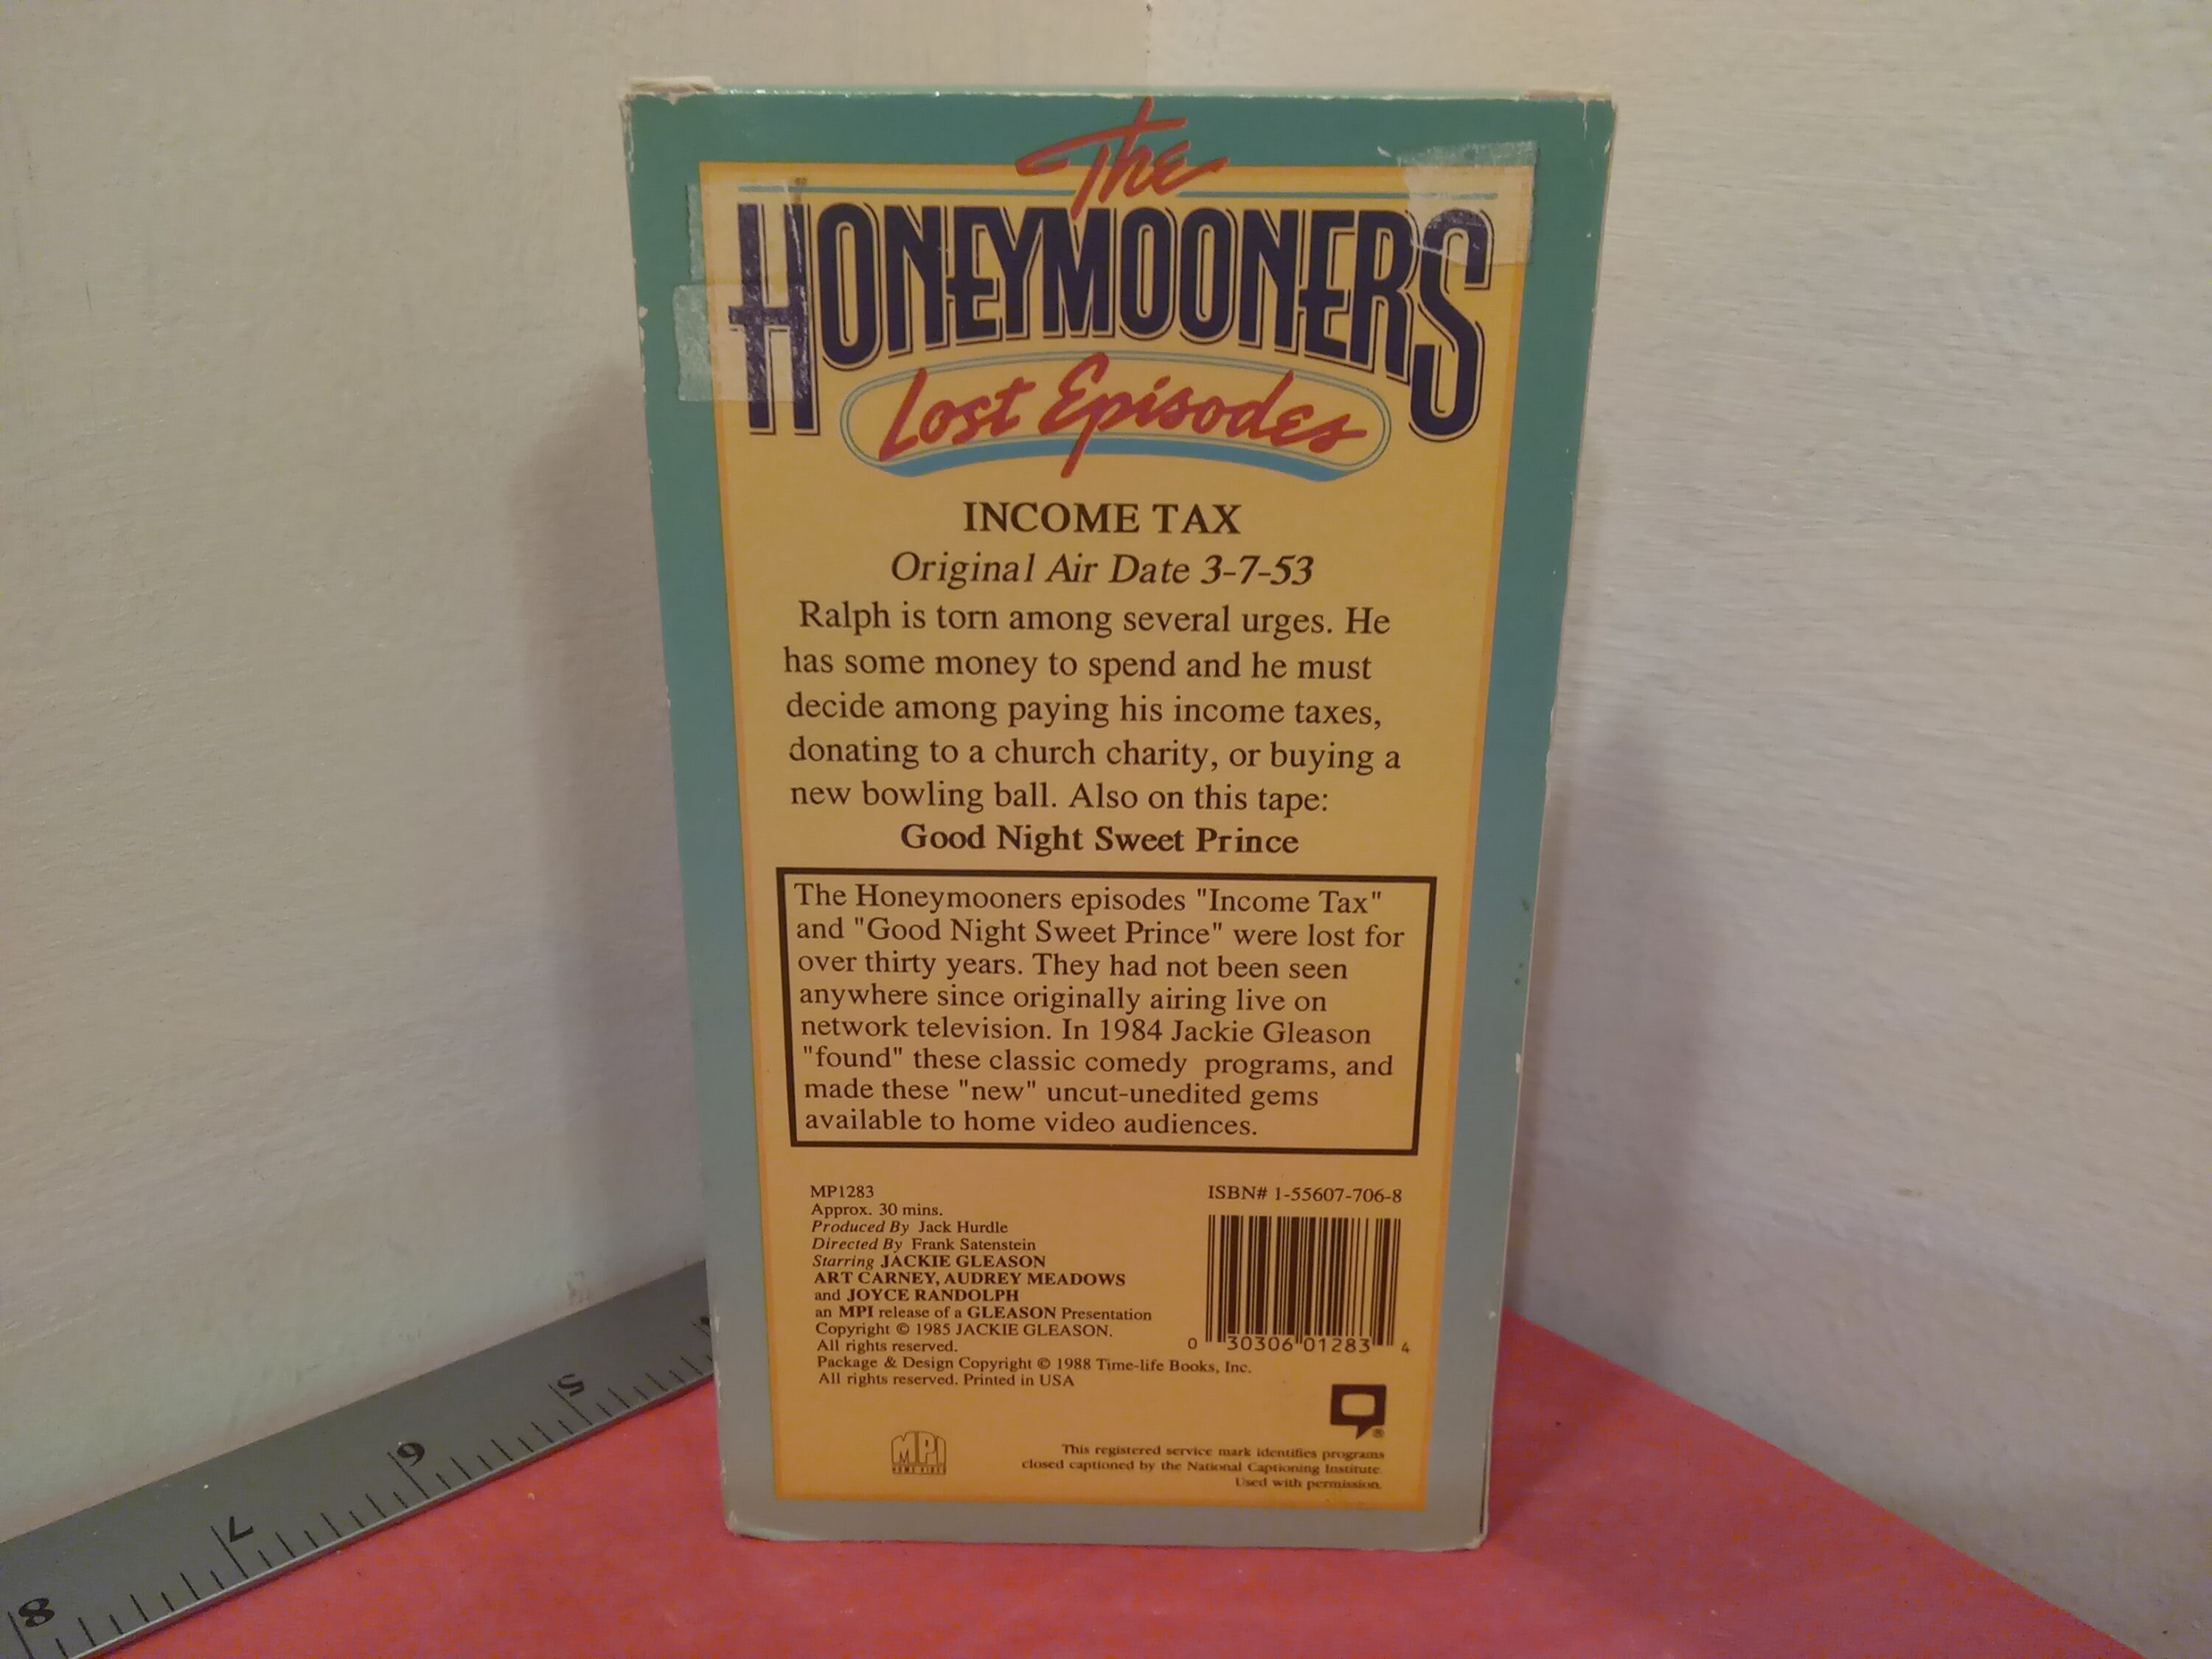 The
HONEYMOONERS
Lost Episodes
INCOME TAX
Original Air Date 3-7-53
Ralph is torn among several urges. He
has some money to spend and he must
decide among paying his income taxes,
donating to a church charity, or buying a
new bowling ball. Also on this tape:
Good Night Sweet Prince
The Honeymooners episodes "Income Tax"
and "Good Night Sweet Prince" were lost for
over thirty years. They had not been seen
anywhere since originally airing live on
network television. In 1984 Jackie Gleason
"found" these classic comedy programs, and
made these "new" uncut-unedited gems
available to home video audiences.
MP1283
Approx. 30 mins.
Produced By Jack Hurdle
Directed By Frank Satenstein
Starring JACKIE GLEASON
ART CARNEY, AUDREY MEADOWS
and JOYCE RANDOLPH
an MPI release of a GLEASON Presentation
Copyright © 1985 JACKIE GLEASON.
All rights reserved.
Package & Design Copyright © 1988 Time-life Books, Inc.
All rights reserved. Printed in USA
ISBN# 1-55607-706-8
0 30306 01283 4
®
MPI
HOME VIDEO
This registered service mark identifies programs
closed captioned by the National Captioning Institute.
Used with permission.
5
6
7
8